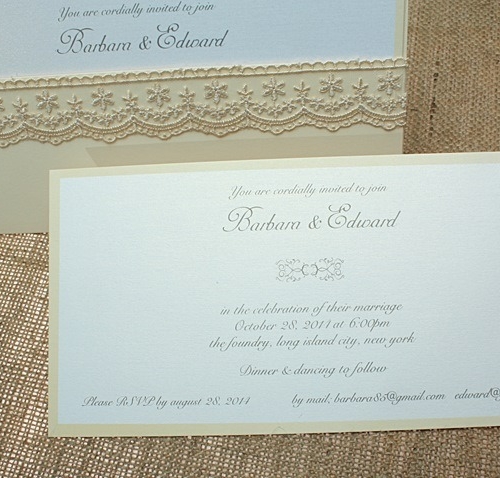 You are cordially invited to join
Barbara & Edward
You are cordially invited to join
Barbara & Edward
in the celebration of their marriage
October 28, 2011 at 6:00pm
the foundry, long island city, new york
Dinner & dancing to follow
Please RSVP by august 28, 2011
by mail: barbara85@gmail.com edward@